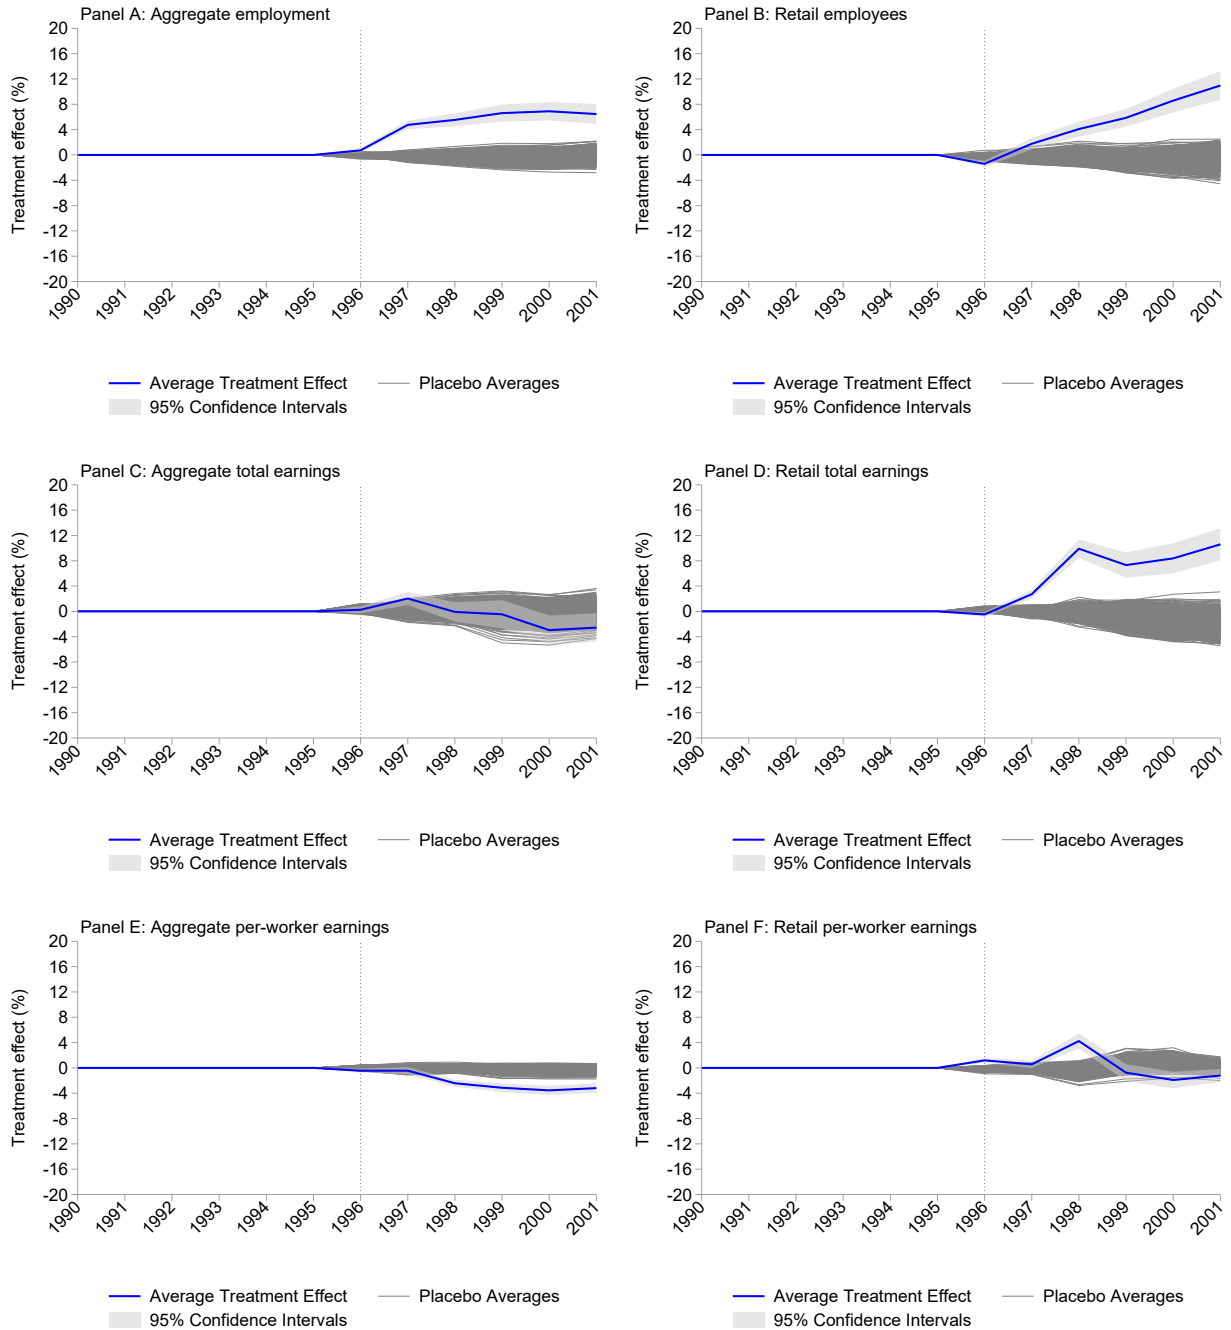 Panel A: Aggregate employment
Treatment effect (%)
20
16
12
8
4
0
-4
-8
-12
-16
-20
1990 1991 1992 1993 1994 1995 1996 1997 1998 1999 2000 2001
Average Treatment Effect Placebo Averages
95% Confidence Intervals
Panel B: Retail employees
Treatment effect (%)
20
16
12
8
4
0
-4
-8
-12
-16
-20
1990 1991 1992 1993 1994 1995 1996 1997 1998 1999 2000 2001
Average Treatment Effect Placebo Averages
95% Confidence Intervals
Panel C: Aggregate total earnings
Treatment effect (%)
20
16
12
8
4
0
-4
-8
-12
-16
-20
1990 1991 1992 1993 1994 1995 1996 1997 1998 1999 2000 2001
Average Treatment Effect Placebo Averages
95% Confidence Intervals
Panel D: Retail total earnings
Treatment effect (%)
20
16
12
8
4
0
-4
-8
-12
-16
-20
1990 1991 1992 1993 1994 1995 1996 1997 1998 1999 2000 2001
Average Treatment Effect Placebo Averages
95% Confidence Intervals
Panel E: Aggregate per-worker earnings
Treatment effect (%)
20
16
12
8
4
0
-4
-8
-12
-16
-20
1990 1991 1992 1993 1994 1995 1996 1997 1998 1999 2000 2001
Average Treatment Effect Placebo Averages
95% Confidence Intervals
Panel F: Retail per-worker earnings
Treatment effect (%)
20
16
12
8
4
0
-4
-8
-12
-16
-20
1990 1991 1992 1993 1994 1995 1996 1997 1998 1999 2000 2001
Average Treatment Effect Placebo Averages
95% Confidence Intervals